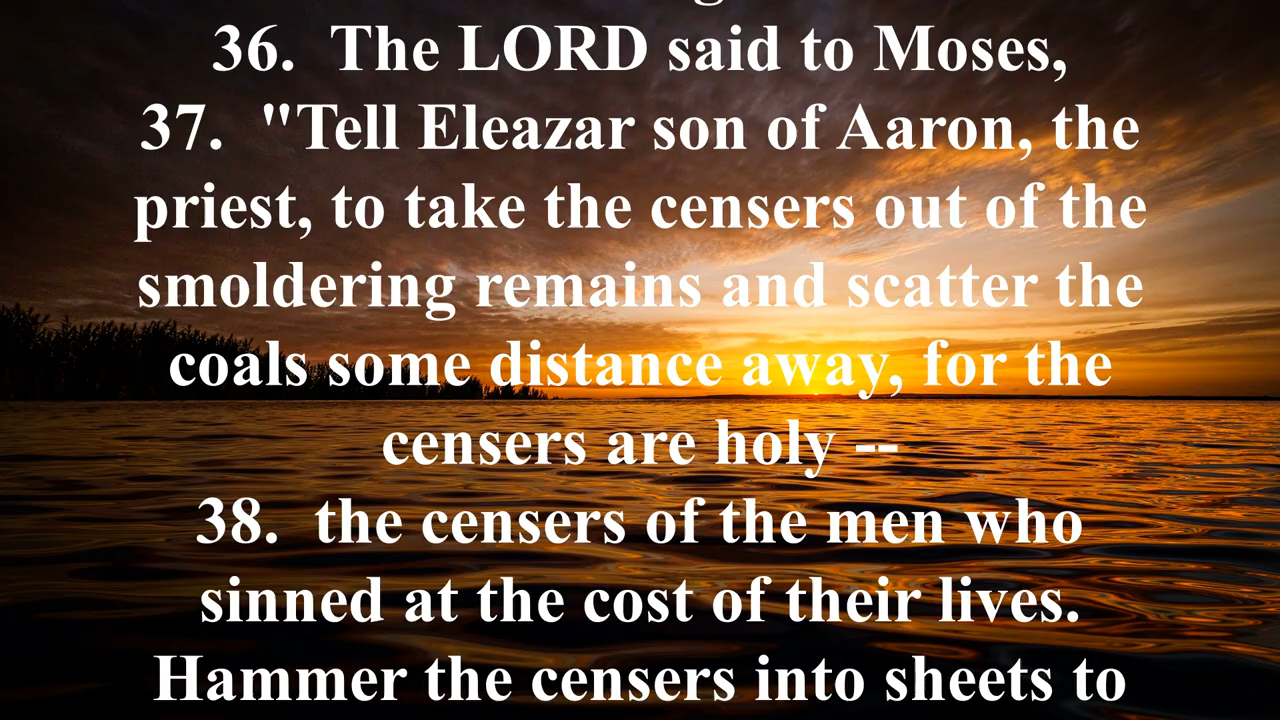 36.  The LORD said to Moses,
37.  "Tell Eleazar son of Aaron, the
priest, to take the censers out of the
smoldering remains and scatter the
coals some distance away, for the
censers are holy --
38.  the censers of the men who
sinned at the cost of their lives.
Hammer the censers into sheets to